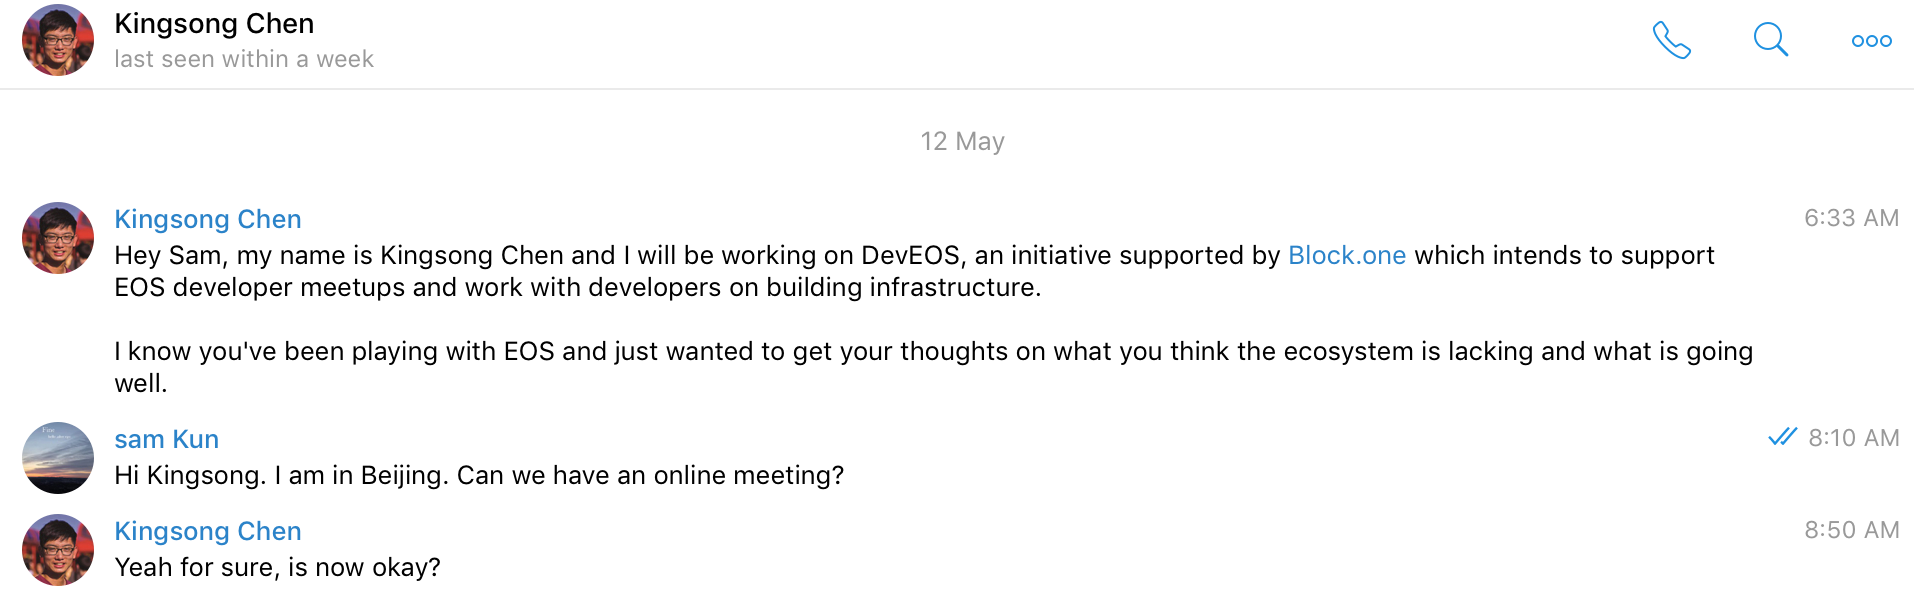 Kingsong Chen
last seen within a week
12 May
Kingsong Chen
6:33 AM
Hey Sam, my name is Kingsong Chen and I will be working on DevEOS, an initiative supported by Block.one which intends to support
EOS developer meetups and work with developers on building infrastructure.
I know you've been playing with EOS and just wanted to get your thoughts on what you think the ecosystem is lacking and what is going
well.
sam Kun
8:10 AM
Hi Kingsong. I am in Beijing. Can we have an online meeting?
Kingsong Chen
8:50 AM
Yeah for sure, is now okay?